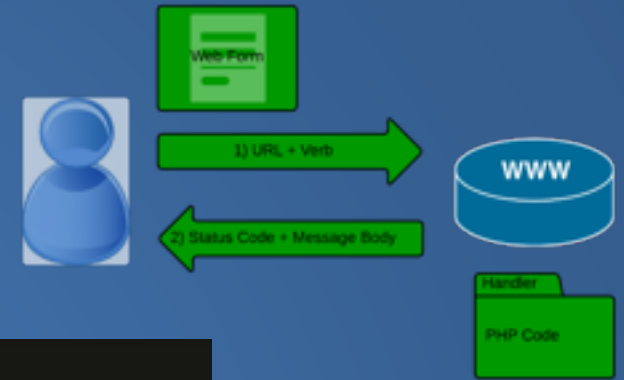 Web Form
1) URL + Verb
WWW
2) Status Code + Message Body
Handler
PHP Code